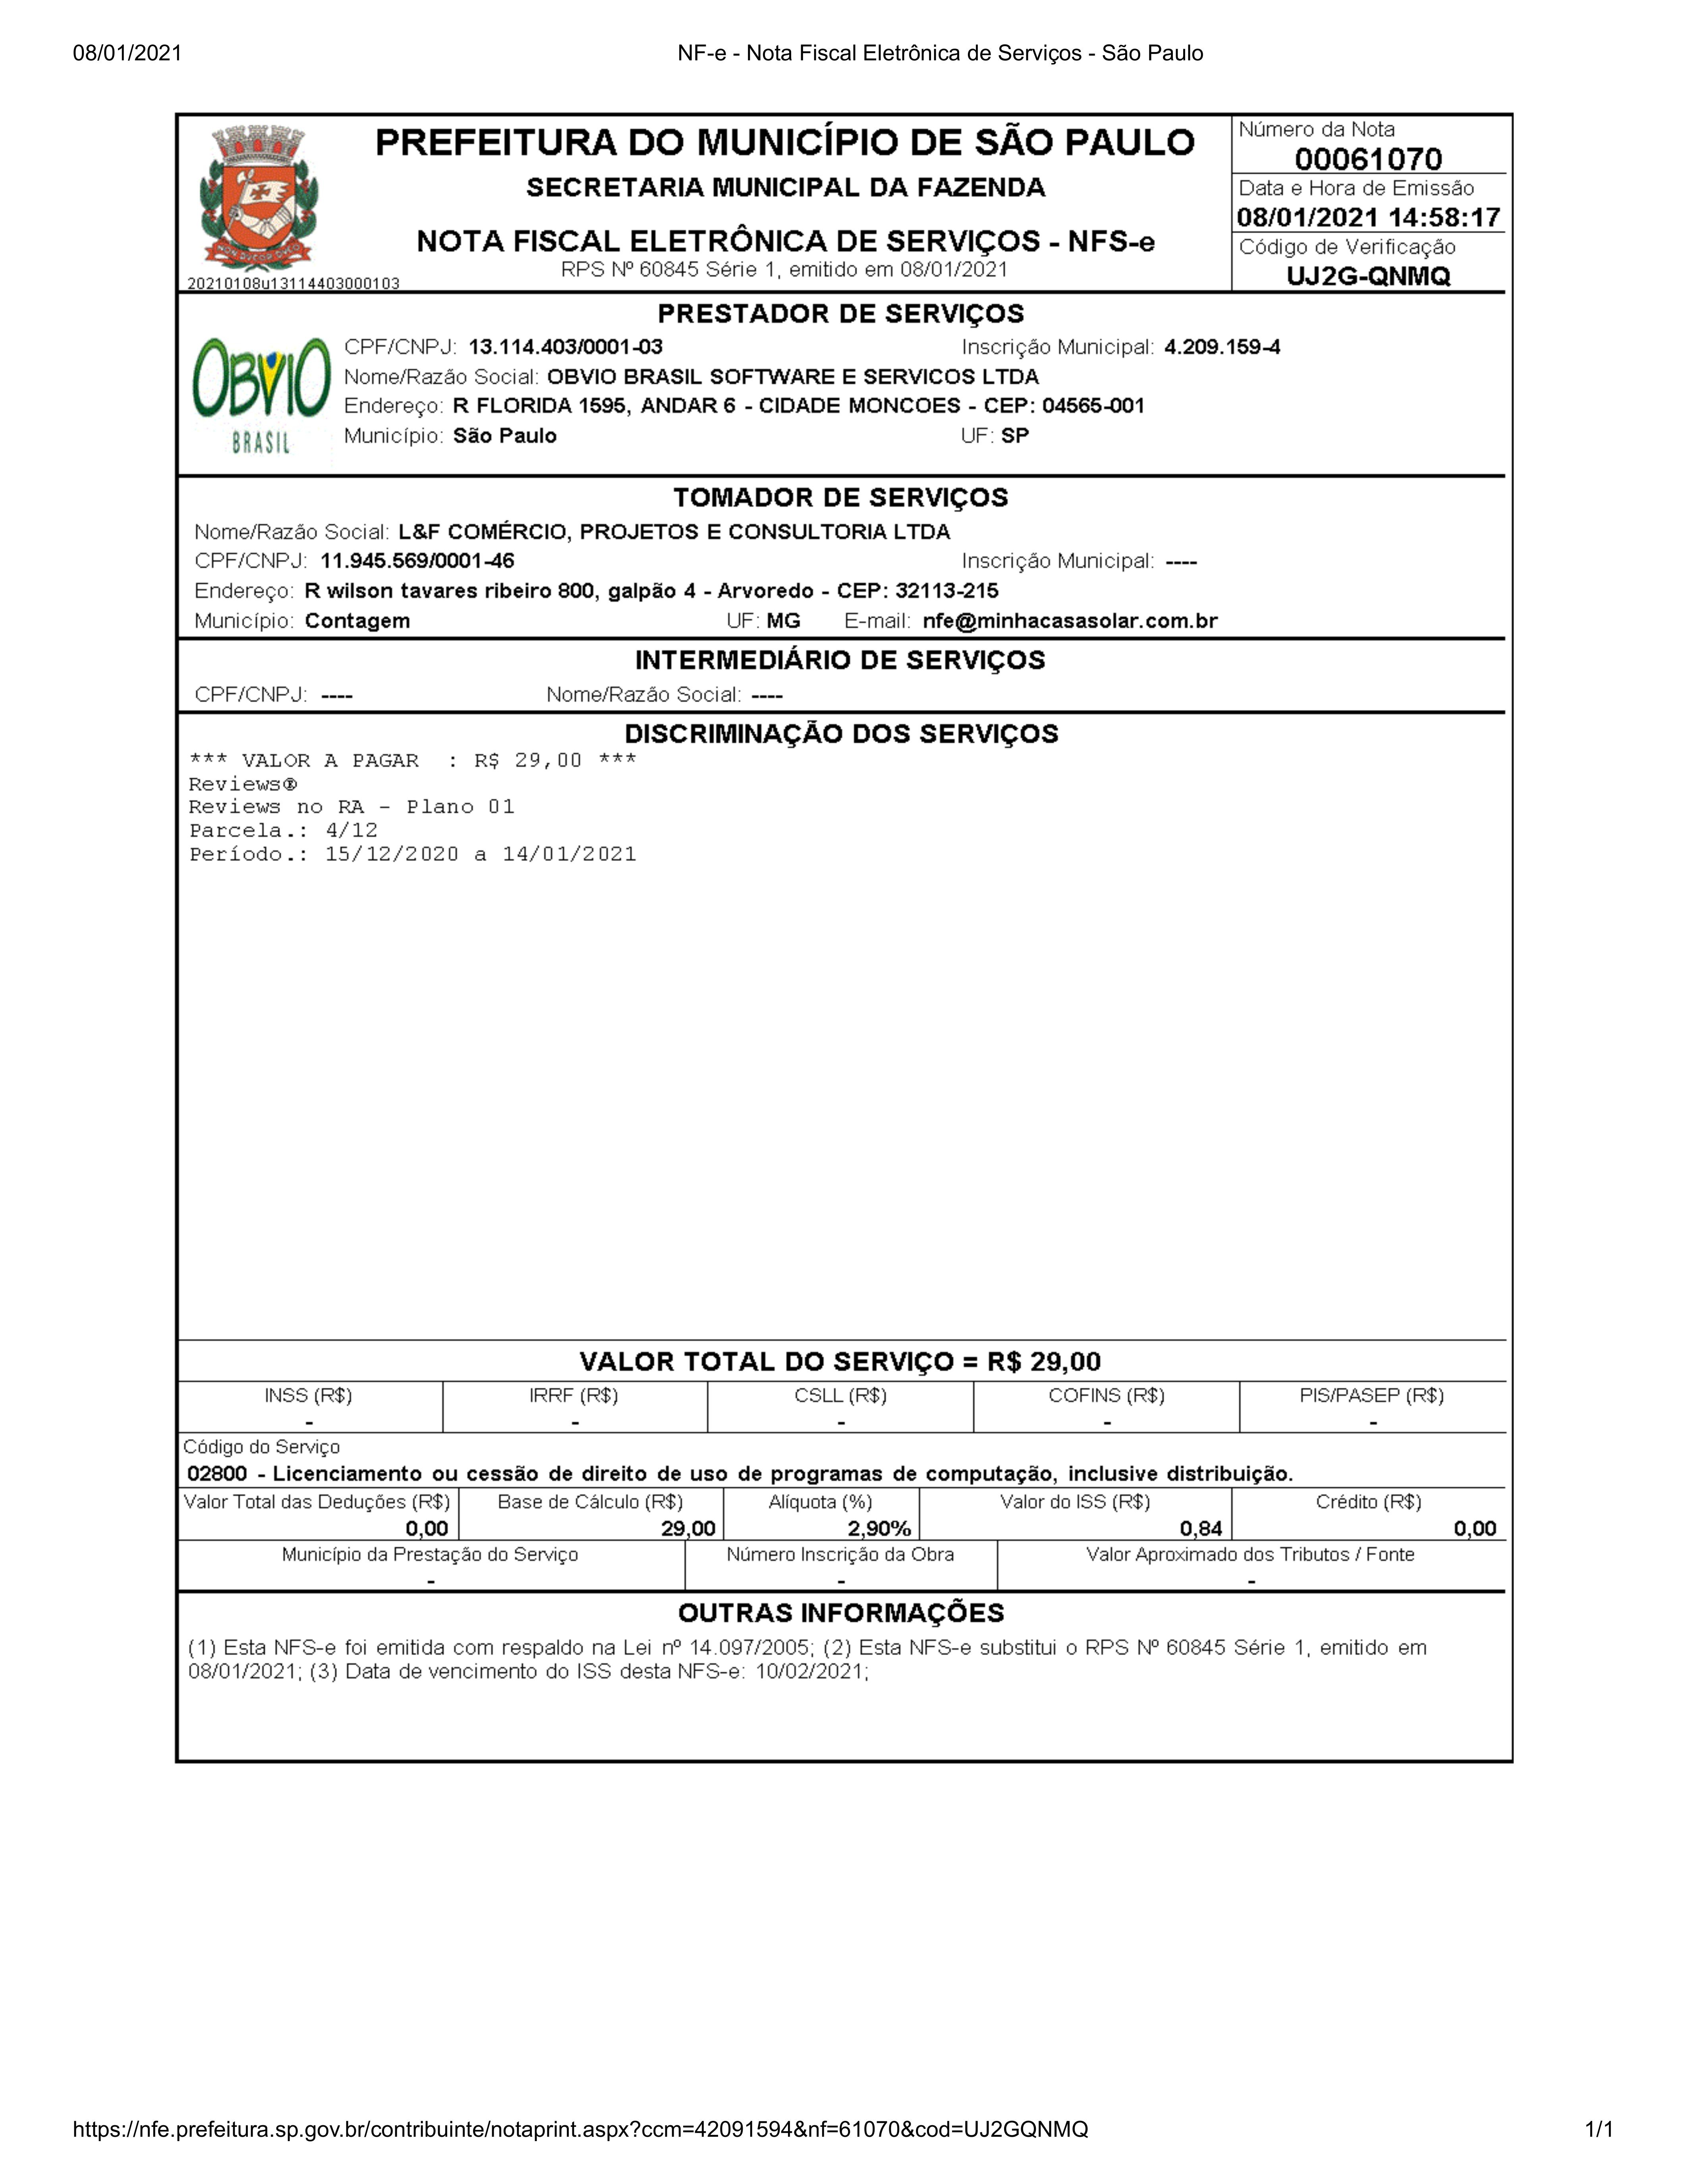 08/01/2021 NF-e - Nota Fiscal Eletrônica de Serviços - São Paulo
PREFEITURA DO MUNICÍPIO DE SÃO PAULO
SECRETARIA MUNICIPAL DA FAZENDA
NOTA FISCAL ELETRÔNICA DE SERVIÇOS - NFS-e
RPS Nº 60845 Série 1, emitido em 08/01/2021
20210108u13114403000103
Número da Nota
00061070
Data e Hora de Emissão
08/01/2021 14:58:17
Código de Verificação
UJ2G-QNMQ
PRESTADOR DE SERVIÇOS
OBVIO
BRASIL
CPF/CNPJ: 13.114.403/0001-03 Inscrição Municipal: 4.209.159-4
Nome/Razão Social: OBVIO BRASIL SOFTWARE E SERVICOS LTDA
Endereço: R FLORIDA 1595, ANDAR 6 - CIDADE MONCOES - CEP: 04565-001
Município: São Paulo UF: SP
TOMADOR DE SERVIÇOS
Nome/Razão Social: L&F COMÉRCIO, PROJETOS E CONSULTORIA LTDA
CPF/CNPJ: 11.945.569/0001-46 Inscrição Municipal: ----
Endereço: R wilson tavares ribeiro 800, galpão 4 - Arvoredo - CEP: 32113-215
Município: Contagem UF: MG E-mail: nfe@minhacasasolar.com.br
INTERMEDIÁRIO DE SERVIÇOS
CPF/CNPJ: ---- Nome/Razão Social: ----
DISCRIMINAÇÃO DOS SERVIÇOS
*** VALOR A PAGAR : R$ 29,00 ***
Reviews®
Reviews no RA - Plano 01
Parcela.: 4/12
Período.: 15/12/2020 a 14/01/2021
VALOR TOTAL DO SERVIÇO = R$ 29,00
INSS (R$) IRRF (R$) CSLL (R$) COFINS (R$) PIS/PASEP (R$)
- - - - -
Código do Serviço
02800 - Licenciamento ou cessão de direito de uso de programas de computação, inclusive distribuição.
Valor Total das Deduções (R$) Base de Cálculo (R$) Alíquota (%) Valor do ISS (R$) Crédito (R$)
0,00 29,00 2,90% 0,84 0,00
Município da Prestação do Serviço Número Inscrição da Obra Valor Aproximado dos Tributos / Fonte
- - -
OUTRAS INFORMAÇÕES
(1) Esta NFS-e foi emitida com respaldo na Lei nº 14.097/2005; (2) Esta NFS-e substitui o RPS Nº 60845 Série 1, emitido em
08/01/2021; (3) Data de vencimento do ISS desta NFS-e: 10/02/2021;
https://nfe.prefeitura.sp.gov.br/contribuinte/notaprint.aspx?ccm=42091594&nf=61070&cod=UJ2GQNMQ 1/1